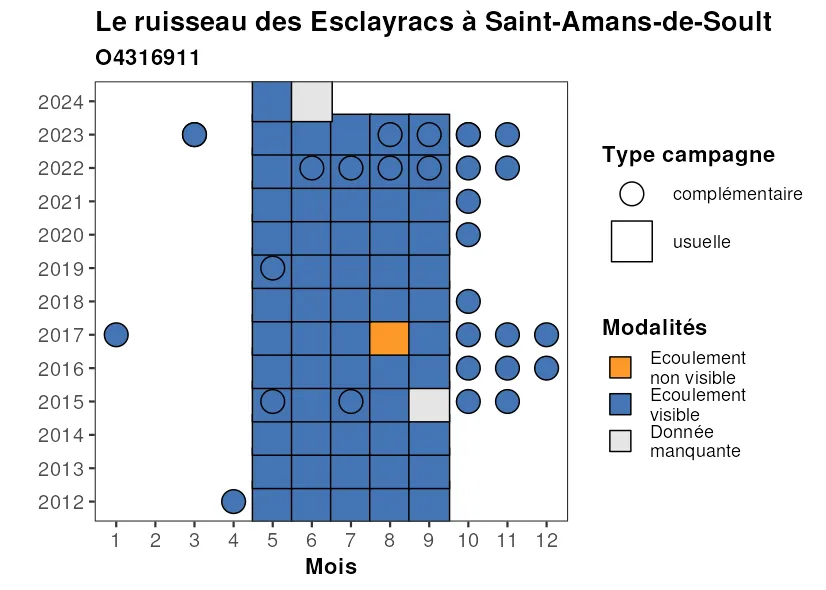 Le ruisseau des Esclayracs à Saint-Amans-de-Soult
O4316911
2024
2023
2022
2021
2020
2019
2018
2017
2016
2015
2014
2013
2012
1 2 3 4 5 6 7 8 9 10 11 12
Mois
Type campagne
complémentaire
usuelle
Modalités
Ecoulement
non visible
Ecoulement
visible
Donnée
manquante